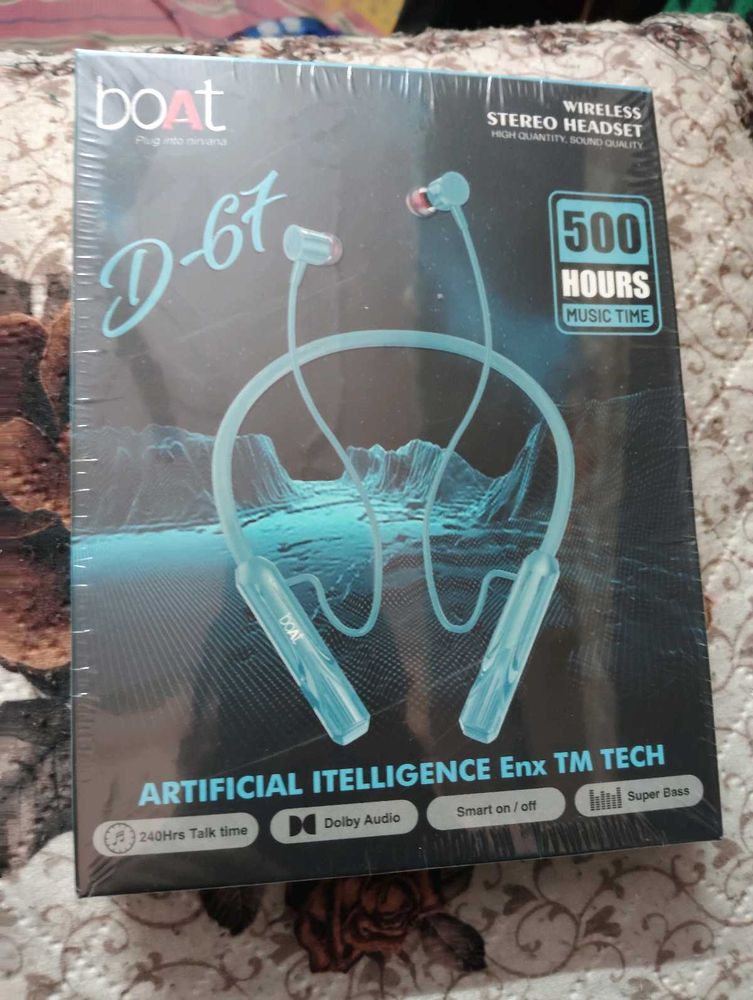 boAt
Plug into nirvana
WIRELESS
STEREO HEADSET
HIGH QUANTITY, SOUND QUALITY
D-67
500
HOURS
MUSIC TIME
boAt
ARTIFICIAL ITELLIGENCE Enx TM TECH
240Hrs Talk time
Dolby Audio
Smart on / off
Super Bass